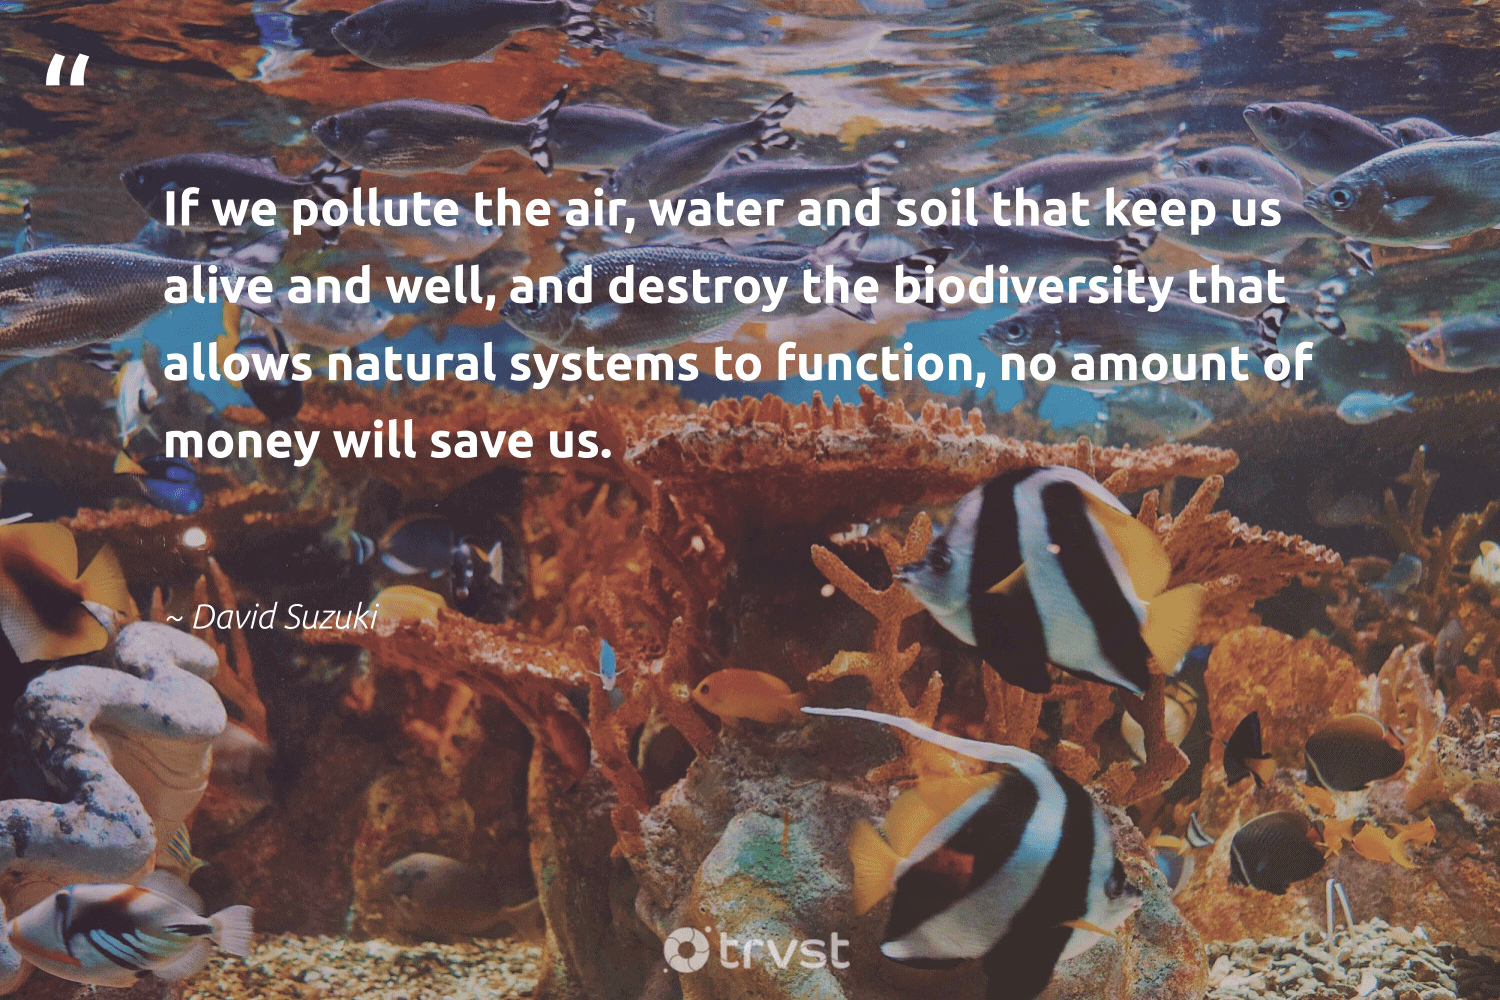 “
If we pollute the air, water and soil that keep us
alive and well, and destroy the biodiversity that
allows natural systems to function, no amount of
money will save us.
~ David Suzuki
trvst